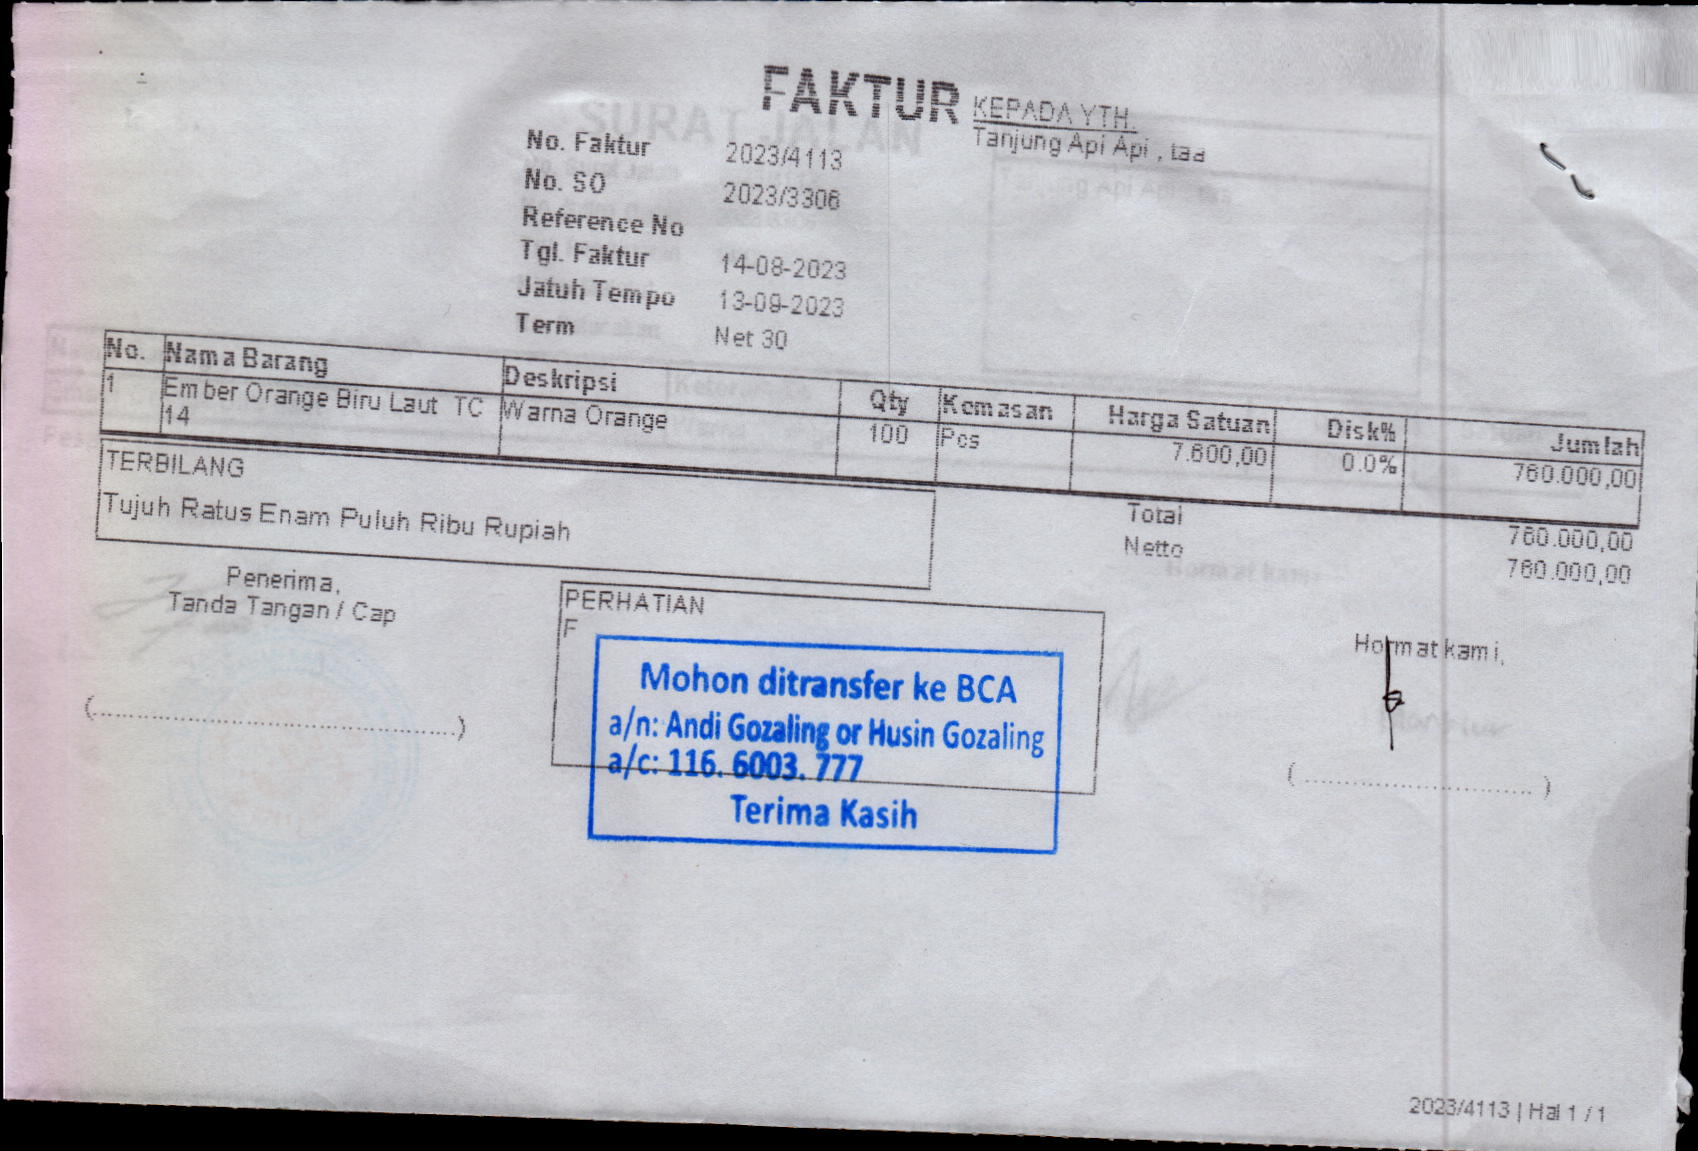 FAKTUR
KEPADA YTH.
Tanjung Api Api , taa
No. Faktur 2023/4113
No. SO 2023/3306
Reference No
Tgl. Faktur 14-08-2023
Jatuh Tempo 13-09-2023
Term Net 30
No. Nama Barang Deskripsi Qty Kemasan Harga Satuan Disk% Jumlah
1 Ember Orange Biru Laut TC 14 Warna Orange 100 Pcs 7.600,00 0.0% 760.000,00
TERBILANG
Tujuh Ratus Enam Puluh Ribu Rupiah
Total 760.000,00
Netto 760.000,00
Penerima,
Tanda Tangan / Cap
(..........................................)
PERHATIAN
F
Mohon ditransfer ke BCA
a/n: Andi Gozaling or Husin Gozaling
a/c: 116. 6003. 777
Terima Kasih
Hormat kami,
(..........................................)
SURAT JALAN
Hormat kami
2023/4113 | Hal 1 / 1